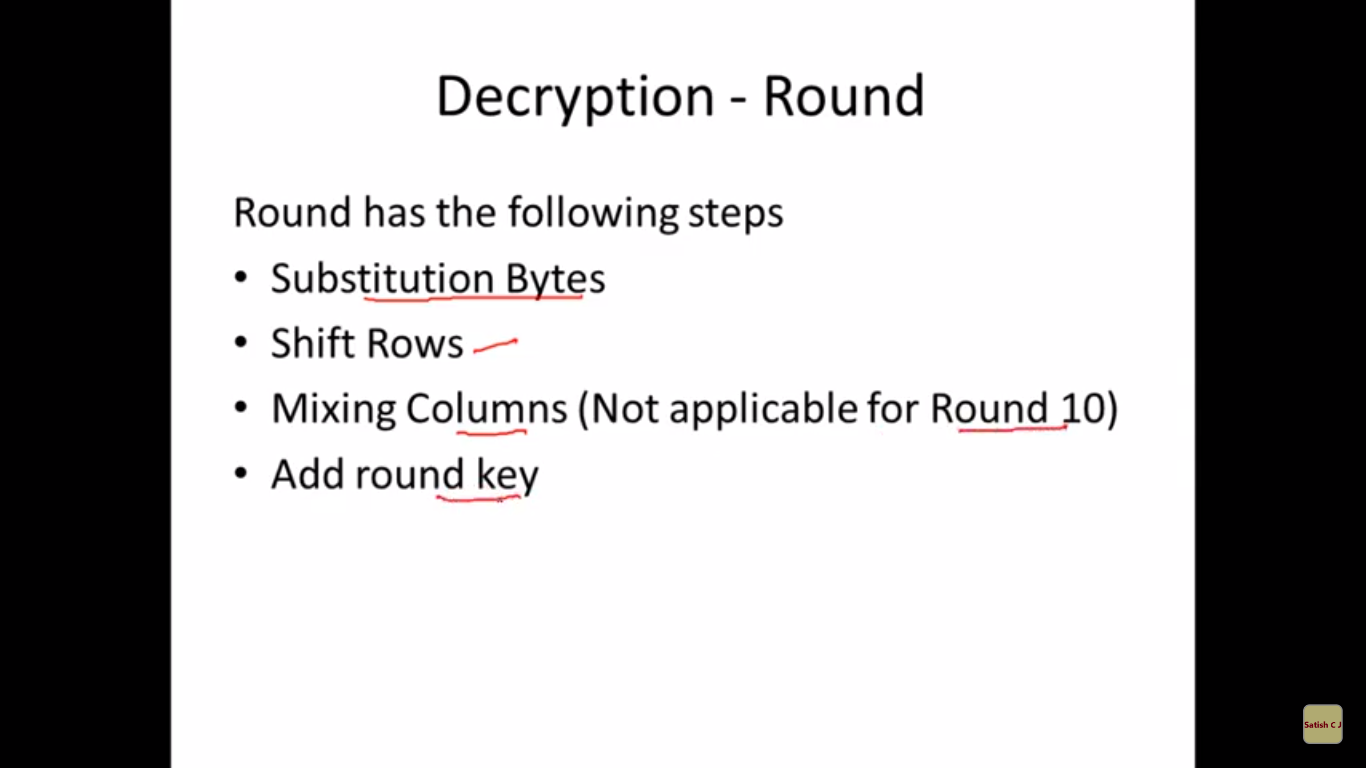 Decryption - Round
Round has the following steps
• Substitution Bytes
• Shift Rows
• Mixing Columns (Not applicable for Round 10)
• Add round key
Satish C J